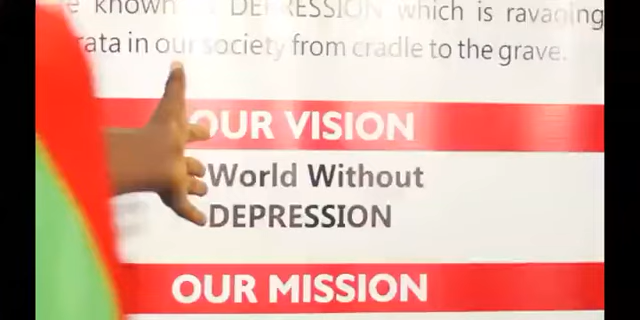 known DEPRESSION which is ravaging
rata in our society from cradle to the grave.
OUR VISION
World Without
DEPRESSION
OUR MISSION